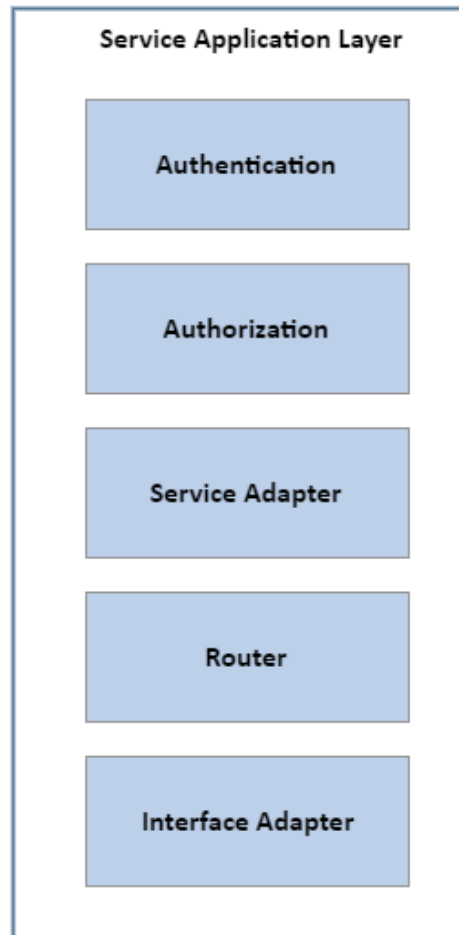 Service Application Layer
Authentication
Authorization
Service Adapter
Router
Interface Adapter